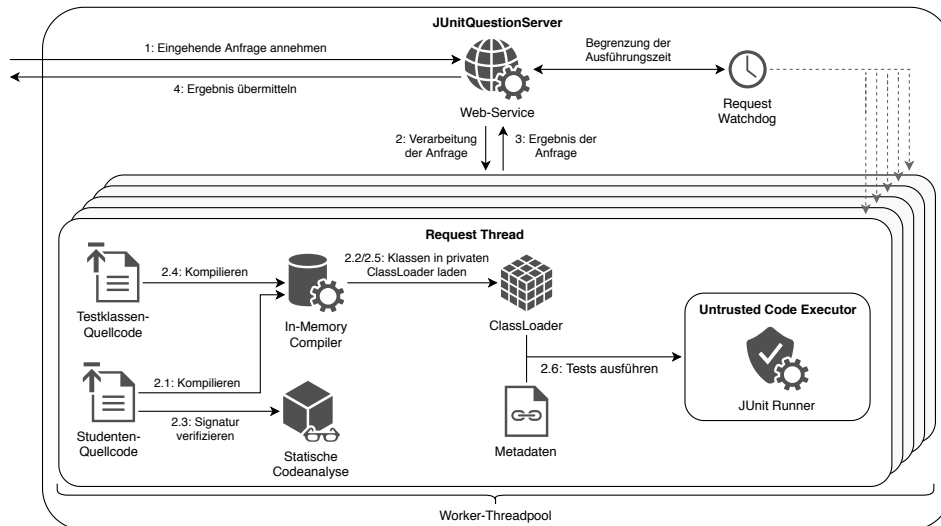 JUnitQuestionServer
1: Eingehende Anfrage annehmen
4: Ergebnis übermitteln
Web-Service
Begrenzung der
Ausführungszeit
Request
Watchdog
2: Verarbeitung
der Anfrage
3: Ergebnis der
Anfrage
Request Thread
Testklassen-
Quellcode
2.4: Kompilieren
In-Memory
Compiler
2.2/2.5: Klassen in privaten
ClassLoader laden
ClassLoader
Untrusted Code Executor
JUnit Runner
2.6: Tests ausführen
2.1: Kompilieren
Studenten-
Quellcode
2.3: Signatur
verifizieren
Statische
Codeanalyse
Metadaten
Worker-Threadpool